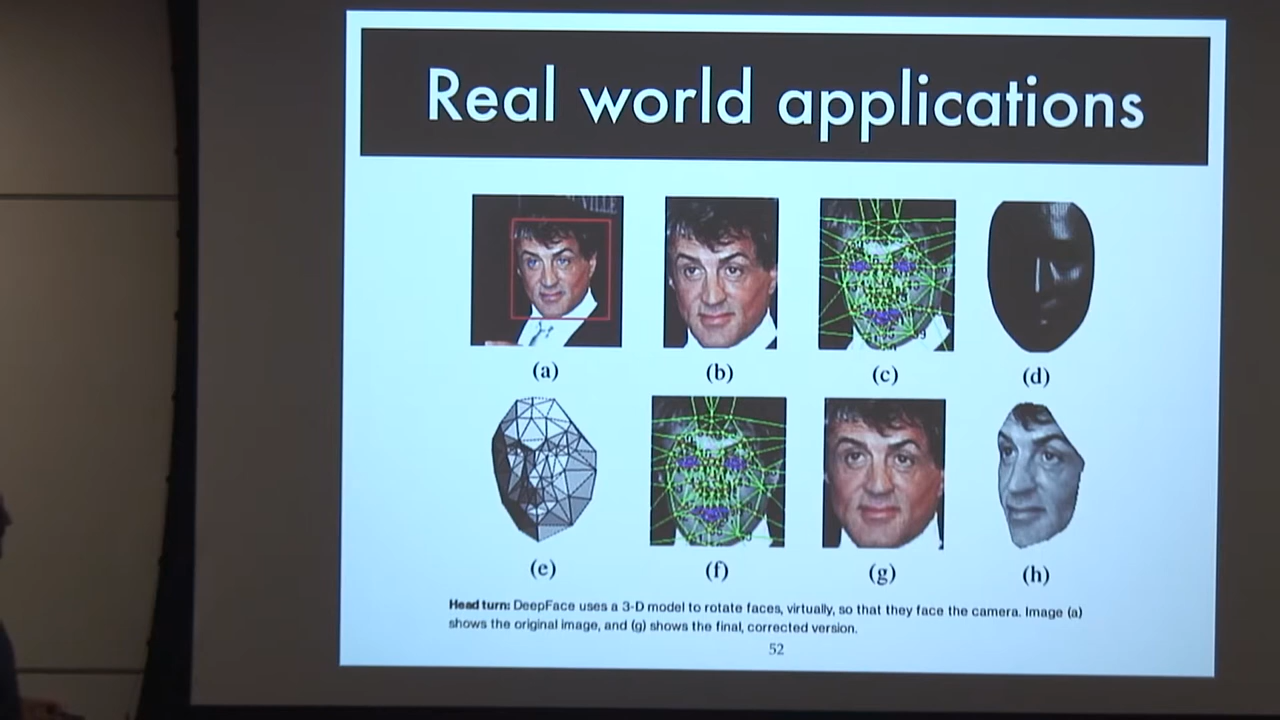 Real world applications
VILLE
(a)
(b)
(c)
(d)
(e)
(f)
(g)
(h)
Head turn: DeepFace uses a 3-D model to rotate faces, virtually, so that they face the camera. Image (a)
shows the original image, and (g) shows the final, corrected version.
52